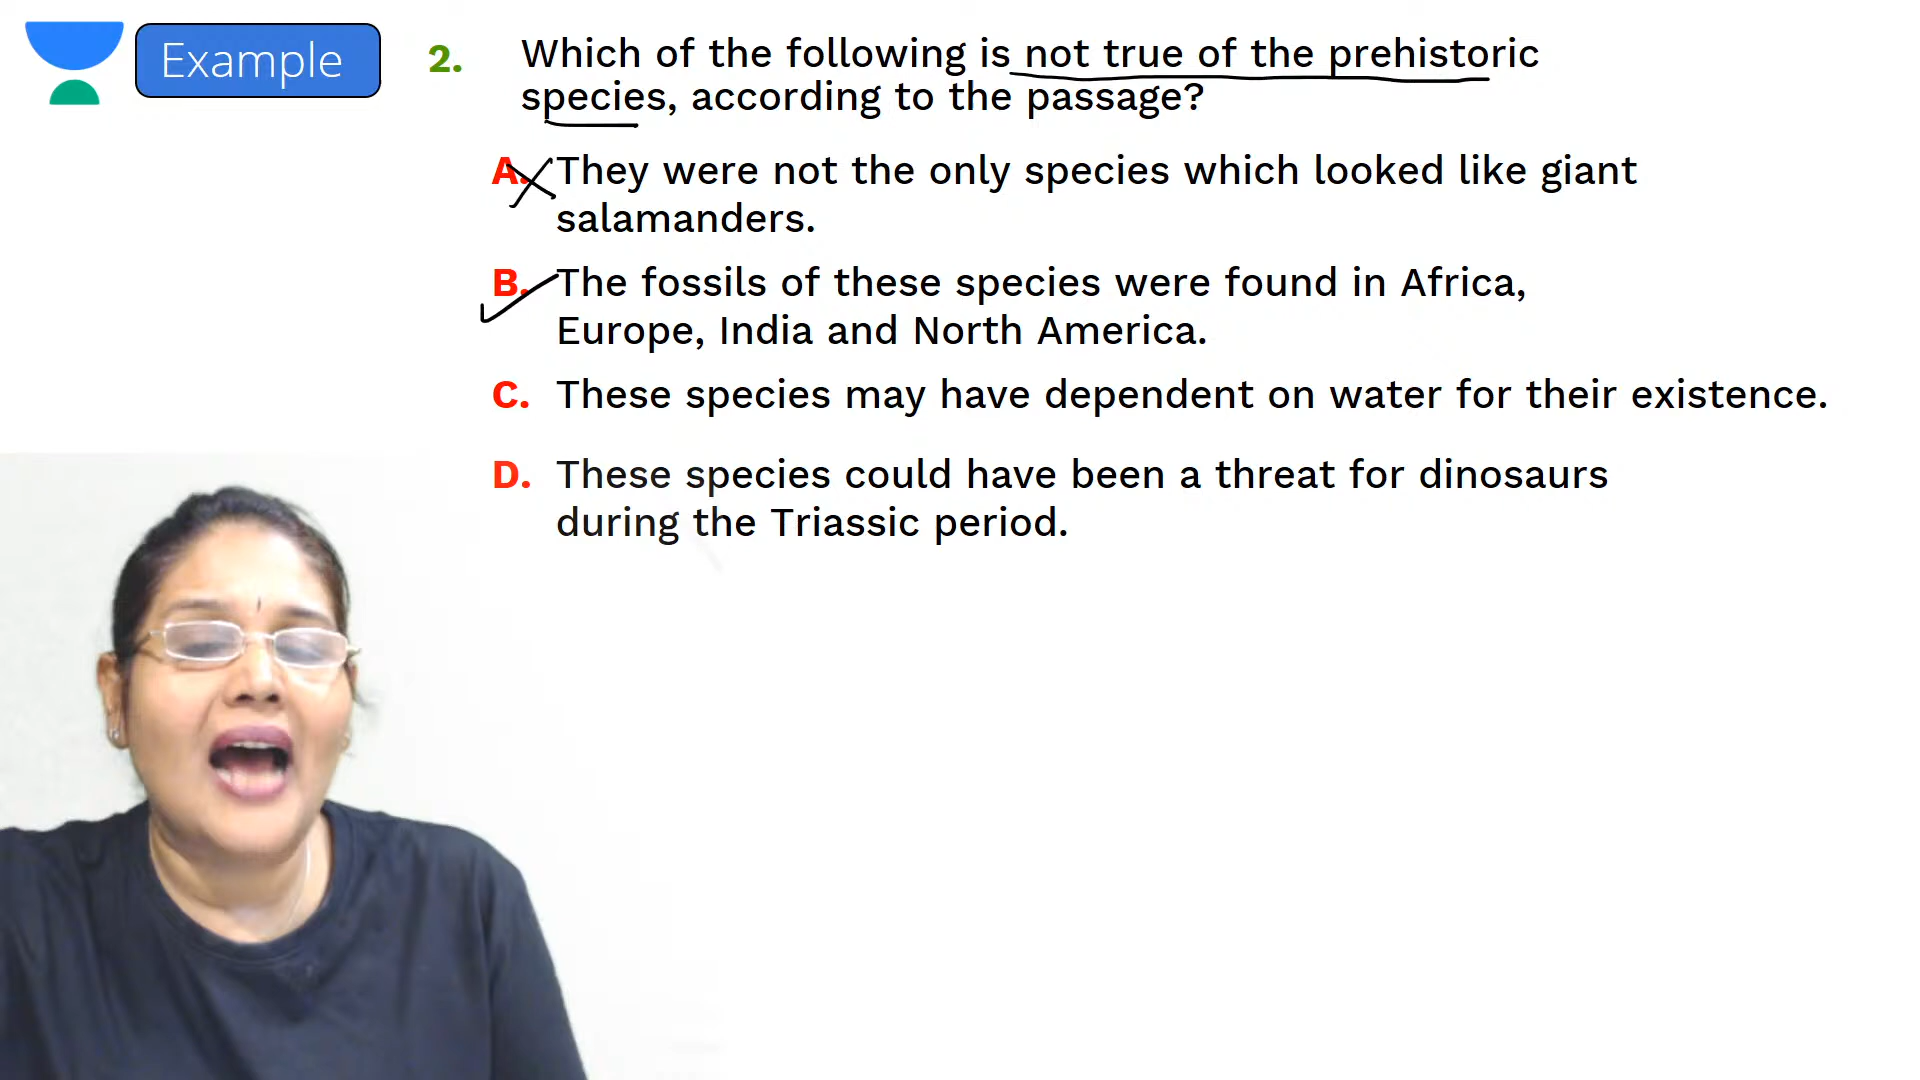 Example
2. Which of the following is not true of the prehistoric
species, according to the passage?
A. They were not the only species which looked like giant
salamanders.
B. The fossils of these species were found in Africa,
Europe, India and North America.
C. These species may have dependent on water for their existence.
D. These species could have been a threat for dinosaurs
during the Triassic period.